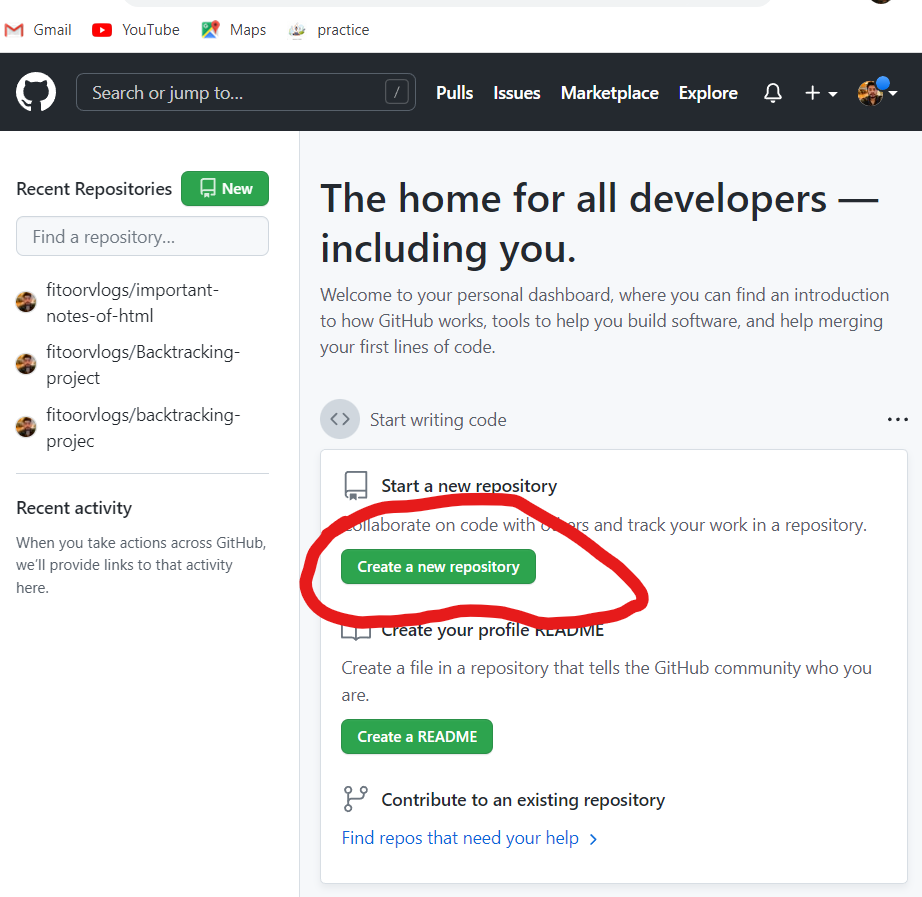 Gmail YouTube Maps practice
Search or jump to... / Pulls Issues Marketplace Explore
Recent Repositories New
Find a repository...
fitoorvlogs/important-
notes-of-html
fitoorvlogs/Backtracking-
project
fitoorvlogs/backtracking-
projec
Recent activity
When you take actions across GitHub,
we'll provide links to that activity
here.
The home for all developers —
including you.
Welcome to your personal dashboard, where you can find an introduction
to how GitHub works, tools to help you build software, and help merging
your first lines of code.
Start writing code
Start a new repository
Collaborate on code with others and track your work in a repository.
Create a new repository
Create your profile README
Create a file in a repository that tells the GitHub community who you
are.
Create a README
Contribute to an existing repository
Find repos that need your help